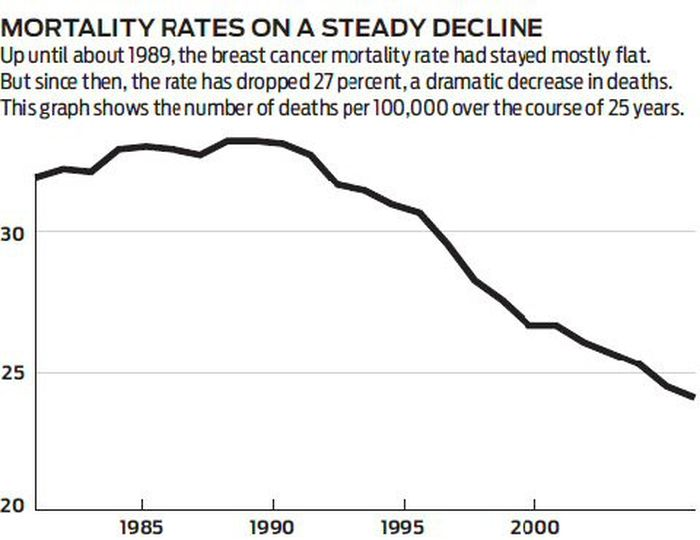 MORTALITY RATES ON A STEADY DECLINE
Up until about 1989, the breast cancer mortality rate had stayed mostly flat.
But since then, the rate has dropped 27 percent, a dramatic decrease in deaths.
This graph shows the number of deaths per 100,000 over the course of 25 years.
30
25
20
1985 1990 1995 2000